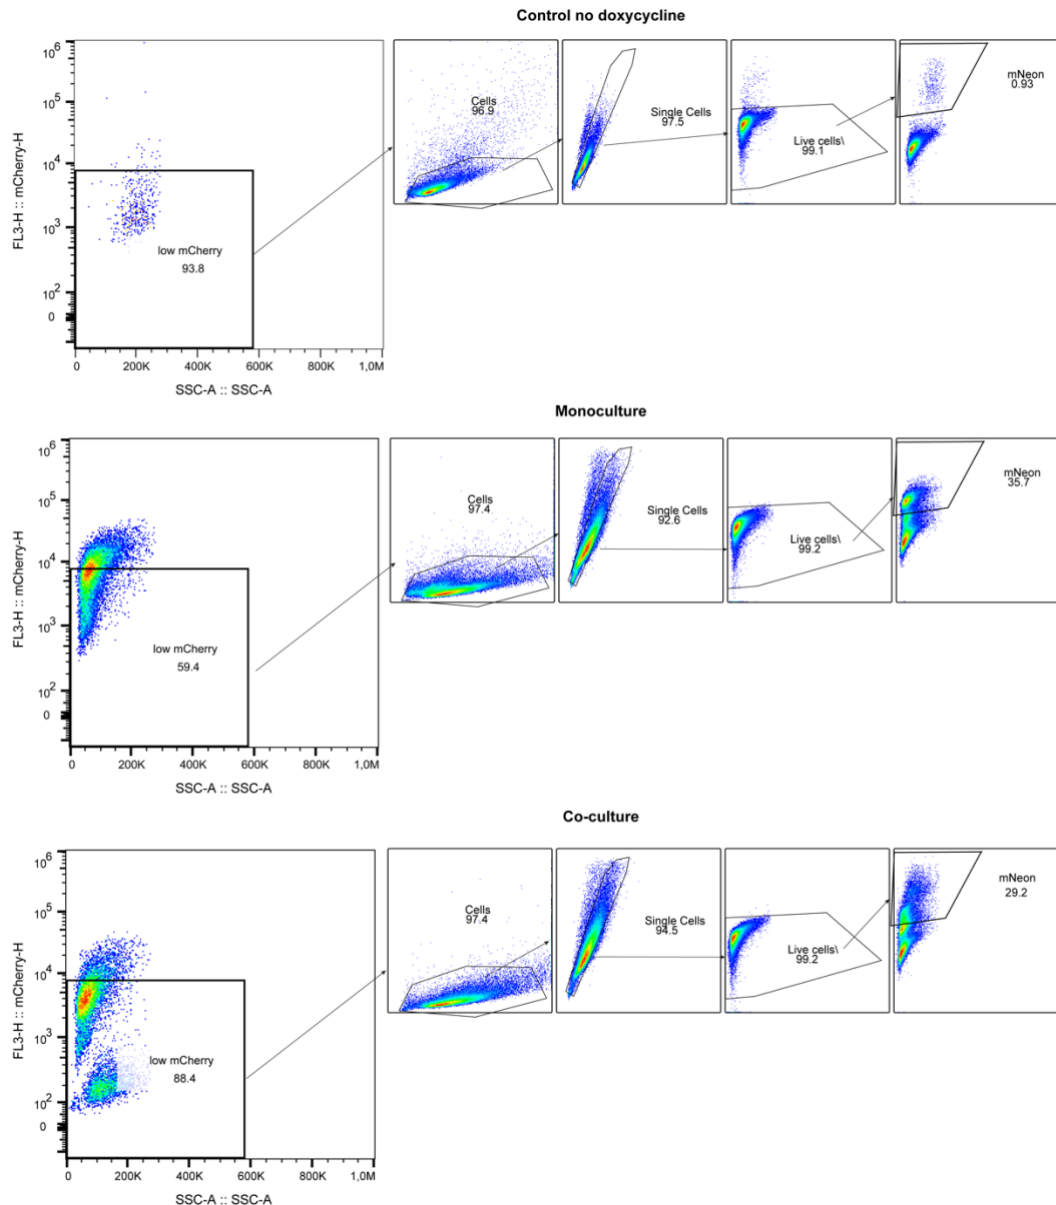 Control no doxycycline
10^6
10^5
10^4
10^3
10^2
0
FL3-H :: mCherry-H
low mCherry
93.8
0 200K 400K 600K 800K 1,0M
SSC-A :: SSC-A
Cells
96.9
Single Cells
97.5
Live cells\
99.1
mNeon
0.93
Monoculture
10^6
10^5
10^4
10^3
10^2
0
FL3-H :: mCherry-H
low mCherry
59.4
0 200K 400K 600K 800K 1,0M
SSC-A :: SSC-A
Cells
97.4
Single Cells
92.6
Live cells\
99.2
mNeon
35.7
Co-culture
10^6
10^5
10^4
10^3
10^2
0
FL3-H :: mCherry-H
low mCherry
88.4
0 200K 400K 600K 800K 1,0M
SSC-A :: SSC-A
Cells
97.4
Single Cells
94.5
Live cells\
99.2
mNeon
29.2